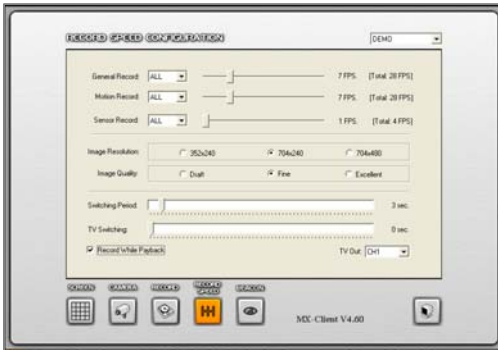 RECORD SPEED CONFIGURATION
DEMO
General Record: ALL 7 FPS. [Total: 28 FPS]
Motion Record: ALL 7 FPS. [Total: 28 FPS]
Sensor Record: ALL 1 FPS. [Total: 4 FPS]
Image Resolution: 352x240 704x240 704x480
Image Quality: Draft Fine Excellent
Switching Period: 3 sec.
TV Switching: 0 sec.
Record While Payback TV Out: CH1
SCREEN CAMERA RECORD RECORD SPEED BEACON
MX-Client V4.60